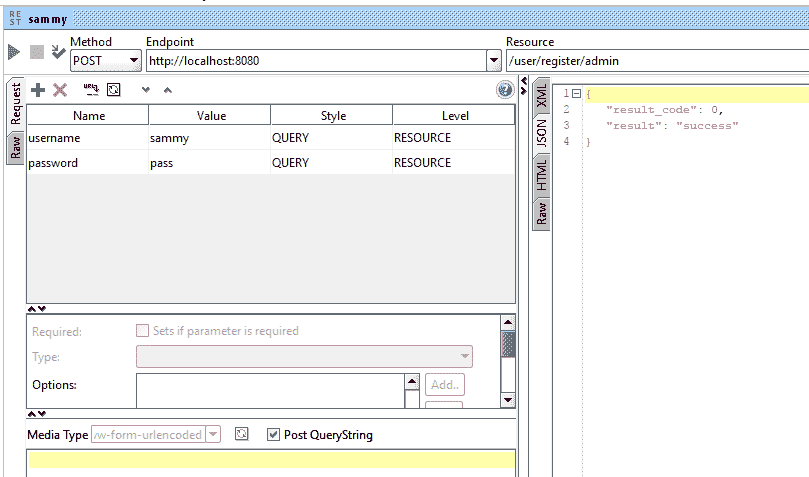 RE
ST
sammy
Method
Endpoint
Resource
POST
http://localhost:8080
/user/register/admin
Request
Raw
Name Value Style Level
username sammy QUERY RESOURCE
password pass QUERY RESOURCE
Required: Sets if parameter is required
Type:
Options: Add..
Media Type /w-form-urlencoded Post QueryString
XML
JSON
HTML
Raw
1 {
2 "result_code": 0,
3 "result": "success"
4 }